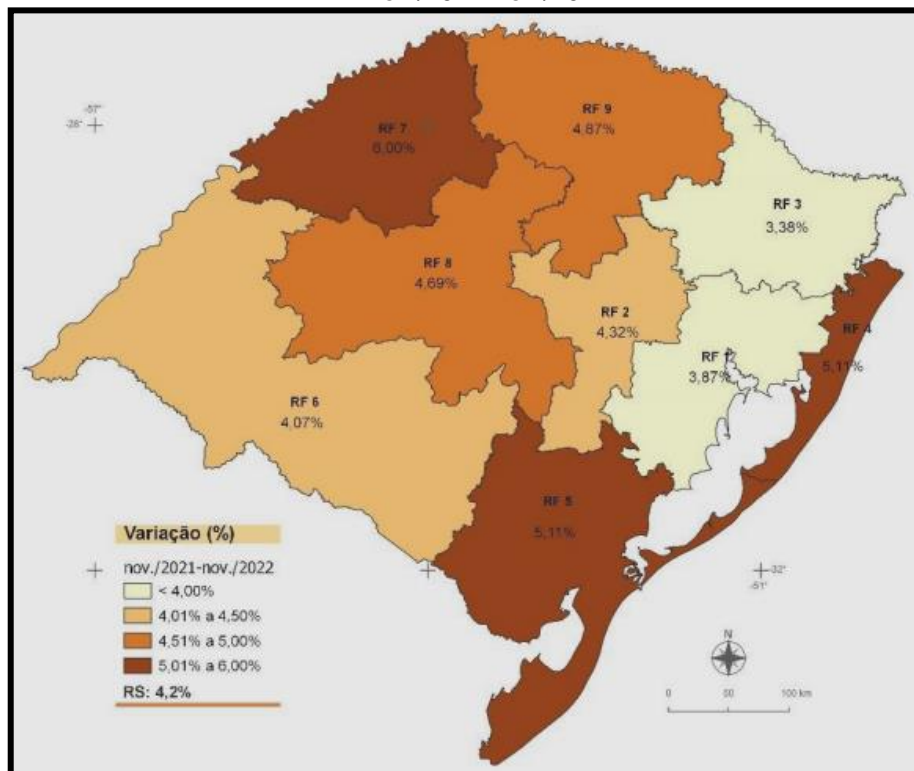 -57°
-28°
RF 7
6,00%
RF 9
4,87%
RF 3
3,38%
RF 8
4,69%
RF 2
4,32%
RF 4
5,11%
RF 1
3,87%
RF 6
4,07%
RF 5
5,11%
Variação (%)
nov./2021-nov./2022
< 4,00%
4,01% a 4,50%
4,51% a 5,00%
5,01% a 6,00%
RS: 4,2%
-32°
-51°
N
0 50 100 km